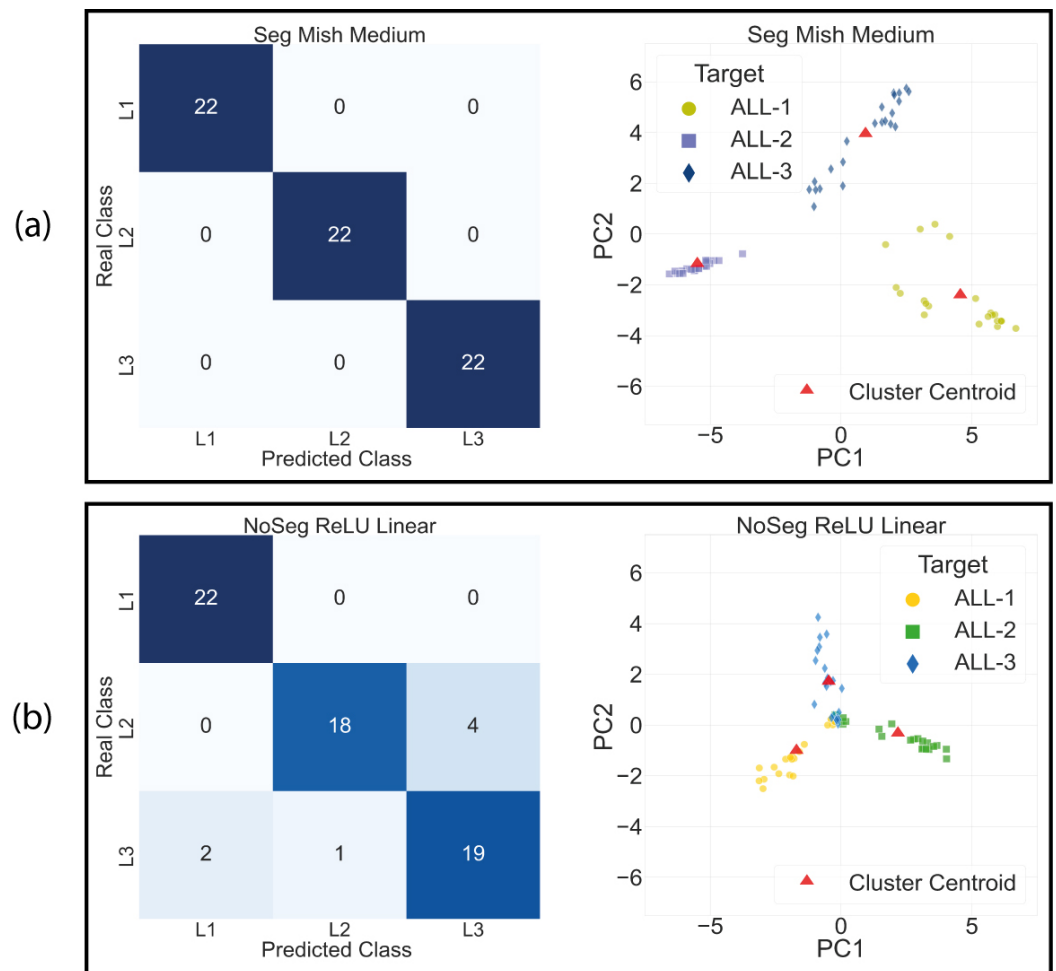 (a)
Seg Mish Medium
Real Class
L1
22 0 0
L2
0 22 0
L3
0 0 22
L1 L2 L3
Predicted Class
Seg Mish Medium
Target
ALL-1
ALL-2
ALL-3
PC2
6
4
2
0
−2
−4
−6
Cluster Centroid
−5 0 5
PC1
(b)
NoSeg ReLU Linear
Real Class
L1
22 0 0
L2
0 18 4
L3
2 1 19
L1 L2 L3
Predicted Class
NoSeg ReLU Linear
Target
ALL-1
ALL-2
ALL-3
PC2
6
4
2
0
−2
−4
−6
Cluster Centroid
−5 0 5
PC1